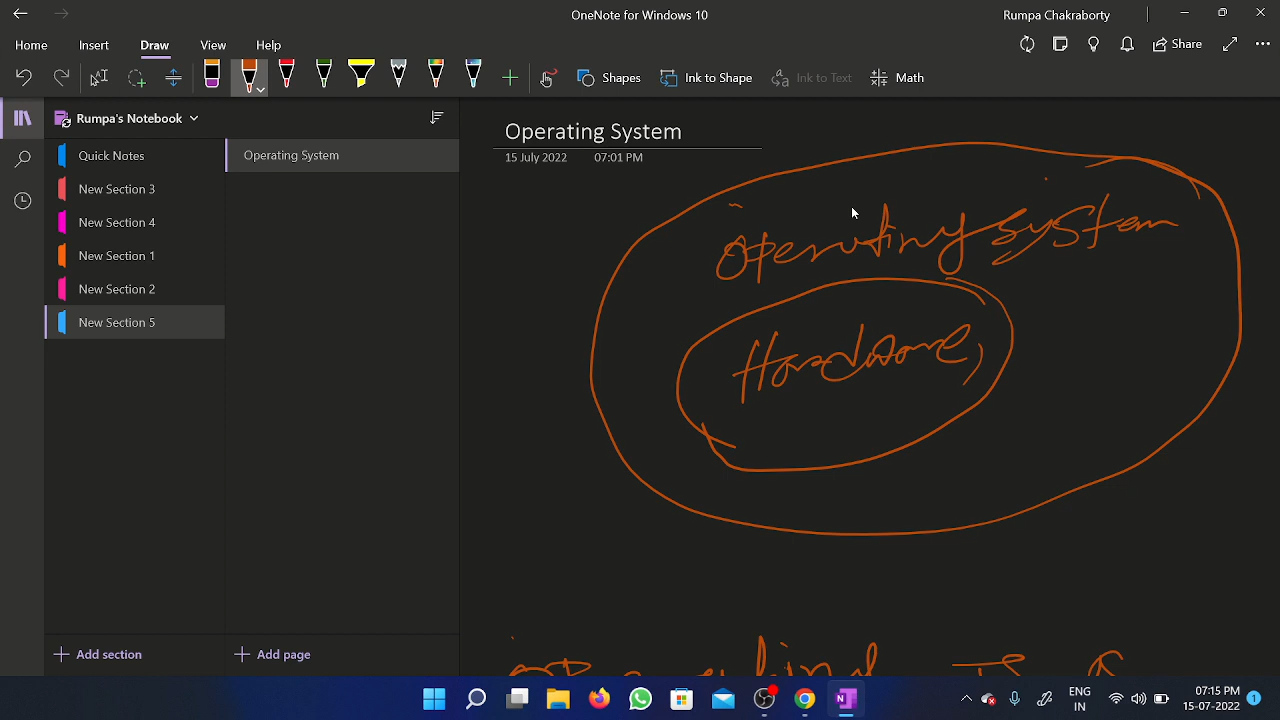 OneNote for Windows 10
Rumpa Chakraborty
Home Insert Draw View Help
Share
Shapes
Ink to Shape
Ink to Text
Math
Rumpa's Notebook
Quick Notes
New Section 3
New Section 4
New Section 1
New Section 2
New Section 5
Add section
Operating System
Add page
Operating System
15 July 2022 07:01 PM
Operating system
Hardware,
ENG
IN
07:15 PM
15-07-2022
1